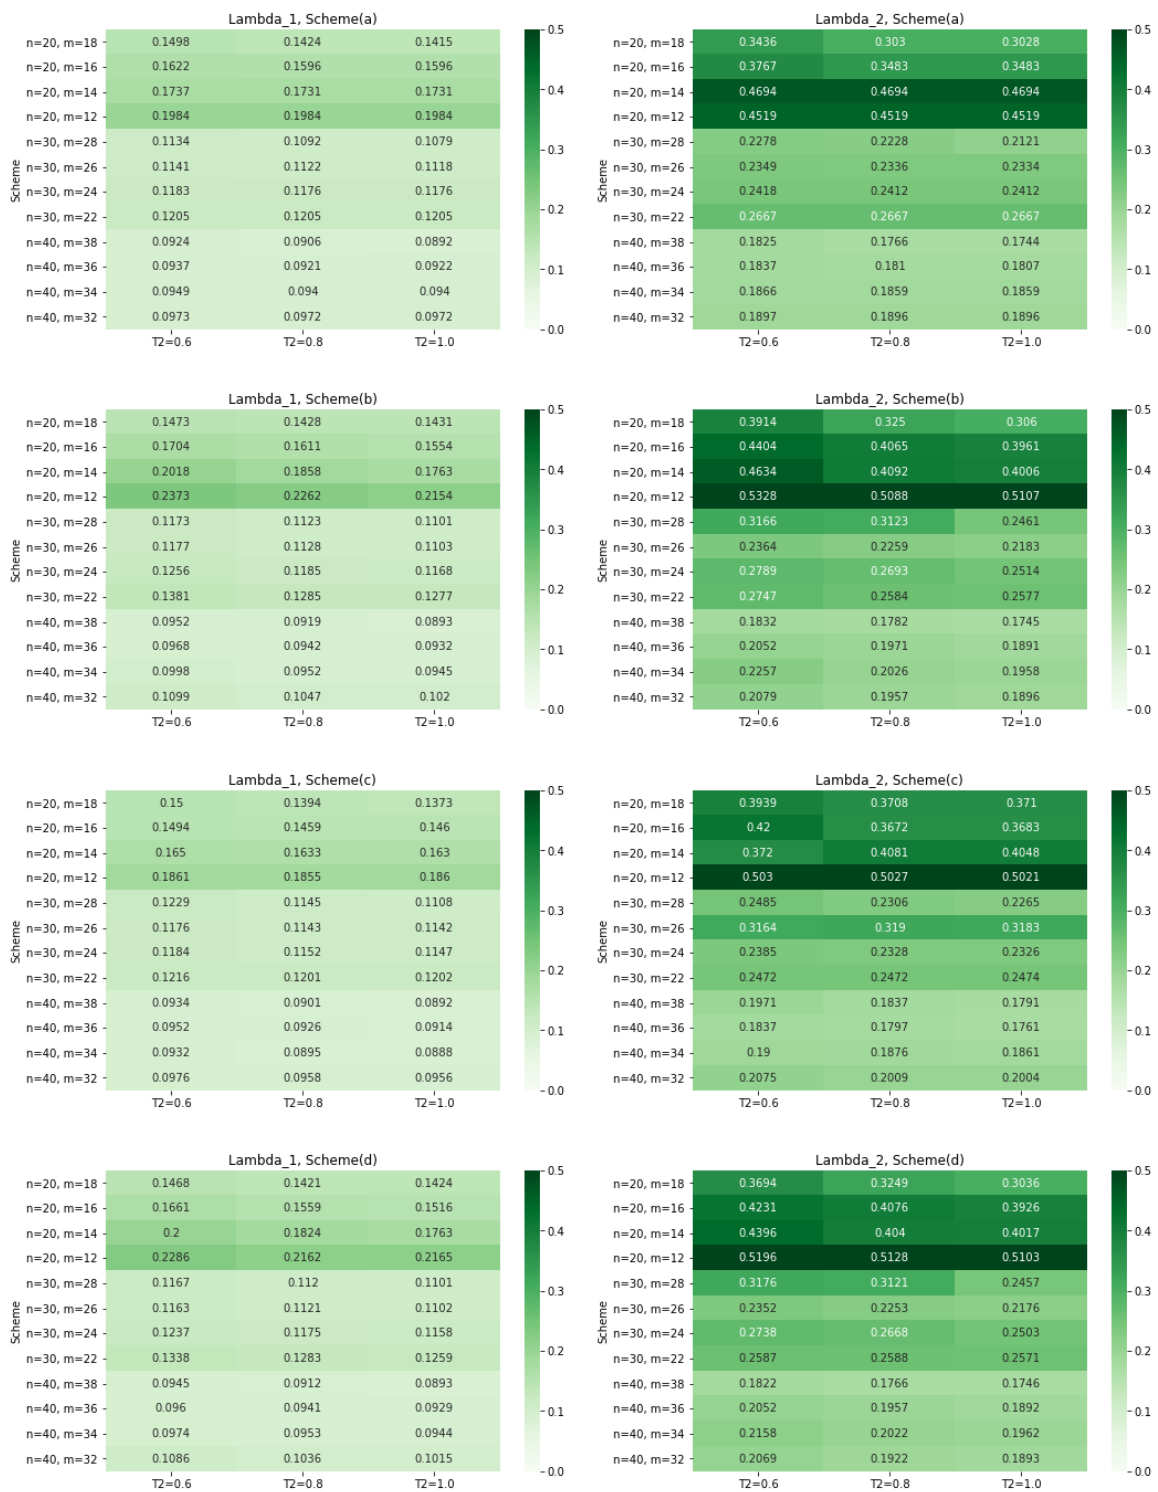 Lambda_1, Scheme(a)
Scheme
n=20, m=18 0.1498 0.1424 0.1415
n=20, m=16 0.1622 0.1596 0.1596
n=20, m=14 0.1737 0.1731 0.1731
n=20, m=12 0.1984 0.1984 0.1984
n=30, m=28 0.1134 0.1092 0.1079
n=30, m=26 0.1141 0.1122 0.1118
n=30, m=24 0.1183 0.1176 0.1176
n=30, m=22 0.1205 0.1205 0.1205
n=40, m=38 0.0924 0.0906 0.0892
n=40, m=36 0.0937 0.0921 0.0922
n=40, m=34 0.0949 0.094 0.094
n=40, m=32 0.0973 0.0972 0.0972
T2=0.6 T2=0.8 T2=1.0
0.5
0.4
0.3
0.2
0.1
0.0
Lambda_2, Scheme(a)
Scheme
n=20, m=18 0.3436 0.303 0.3028
n=20, m=16 0.3767 0.3483 0.3483
n=20, m=14 0.4694 0.4694 0.4694
n=20, m=12 0.4519 0.4519 0.4519
n=30, m=28 0.2278 0.2228 0.2121
n=30, m=26 0.2349 0.2336 0.2334
n=30, m=24 0.2418 0.2412 0.2412
n=30, m=22 0.2667 0.2667 0.2667
n=40, m=38 0.1825 0.1766 0.1744
n=40, m=36 0.1837 0.181 0.1807
n=40, m=34 0.1866 0.1859 0.1859
n=40, m=32 0.1897 0.1896 0.1896
T2=0.6 T2=0.8 T2=1.0
0.5
0.4
0.3
0.2
0.1
0.0
Lambda_1, Scheme(b)
Scheme
n=20, m=18 0.1473 0.1428 0.1431
n=20, m=16 0.1704 0.1611 0.1554
n=20, m=14 0.2018 0.1858 0.1763
n=20, m=12 0.2373 0.2262 0.2154
n=30, m=28 0.1173 0.1123 0.1101
n=30, m=26 0.1177 0.1128 0.1103
n=30, m=24 0.1256 0.1185 0.1168
n=30, m=22 0.1381 0.1285 0.1277
n=40, m=38 0.0952 0.0919 0.0893
n=40, m=36 0.0968 0.0942 0.0932
n=40, m=34 0.0998 0.0952 0.0945
n=40, m=32 0.1099 0.1047 0.102
T2=0.6 T2=0.8 T2=1.0
0.5
0.4
0.3
0.2
0.1
0.0
Lambda_2, Scheme(b)
Scheme
n=20, m=18 0.3914 0.325 0.306
n=20, m=16 0.4404 0.4065 0.3961
n=20, m=14 0.4634 0.4092 0.4006
n=20, m=12 0.5328 0.5088 0.5107
n=30, m=28 0.3166 0.3123 0.2461
n=30, m=26 0.2364 0.2259 0.2183
n=30, m=24 0.2789 0.2693 0.2514
n=30, m=22 0.2747 0.2584 0.2577
n=40, m=38 0.1832 0.1782 0.1745
n=40, m=36 0.2052 0.1971 0.1891
n=40, m=34 0.2257 0.2026 0.1958
n=40, m=32 0.2079 0.1957 0.1896
T2=0.6 T2=0.8 T2=1.0
0.5
0.4
0.3
0.2
0.1
0.0
Lambda_1, Scheme(c)
Scheme
n=20, m=18 0.15 0.1394 0.1373
n=20, m=16 0.1494 0.1459 0.146
n=20, m=14 0.165 0.1633 0.163
n=20, m=12 0.1861 0.1855 0.186
n=30, m=28 0.1229 0.1145 0.1108
n=30, m=26 0.1176 0.1143 0.1142
n=30, m=24 0.1184 0.1152 0.1147
n=30, m=22 0.1216 0.1201 0.1202
n=40, m=38 0.0934 0.0901 0.0892
n=40, m=36 0.0952 0.0926 0.0914
n=40, m=34 0.0932 0.0895 0.0888
n=40, m=32 0.0976 0.0958 0.0956
T2=0.6 T2=0.8 T2=1.0
0.5
0.4
0.3
0.2
0.1
0.0
Lambda_2, Scheme(c)
Scheme
n=20, m=18 0.3939 0.3708 0.371
n=20, m=16 0.42 0.3672 0.3683
n=20, m=14 0.372 0.4081 0.4048
n=20, m=12 0.503 0.5027 0.5021
n=30, m=28 0.2485 0.2306 0.2265
n=30, m=26 0.3164 0.319 0.3183
n=30, m=24 0.2385 0.2328 0.2326
n=30, m=22 0.2472 0.2472 0.2474
n=40, m=38 0.1971 0.1837 0.1791
n=40, m=36 0.1837 0.1797 0.1761
n=40, m=34 0.19 0.1876 0.1861
n=40, m=32 0.2075 0.2009 0.2004
T2=0.6 T2=0.8 T2=1.0
0.5
0.4
0.3
0.2
0.1
0.0
Lambda_1, Scheme(d)
Scheme
n=20, m=18 0.1468 0.1421 0.1424
n=20, m=16 0.1661 0.1559 0.1516
n=20, m=14 0.2 0.1824 0.1763
n=20, m=12 0.2286 0.2162 0.2165
n=30, m=28 0.1167 0.112 0.1101
n=30, m=26 0.1163 0.1121 0.1102
n=30, m=24 0.1237 0.1175 0.1158
n=30, m=22 0.1338 0.1283 0.1259
n=40, m=38 0.0945 0.0912 0.0893
n=40, m=36 0.096 0.0941 0.0929
n=40, m=34 0.0974 0.0953 0.0944
n=40, m=32 0.1086 0.1036 0.1015
T2=0.6 T2=0.8 T2=1.0
0.5
0.4
0.3
0.2
0.1
0.0
Lambda_2, Scheme(d)
Scheme
n=20, m=18 0.3694 0.3249 0.3036
n=20, m=16 0.4231 0.4076 0.3926
n=20, m=14 0.4396 0.404 0.4017
n=20, m=12 0.5196 0.5128 0.5103
n=30, m=28 0.3176 0.3121 0.2457
n=30, m=26 0.2352 0.2253 0.2176
n=30, m=24 0.2738 0.2668 0.2503
n=30, m=22 0.2587 0.2588 0.2571
n=40, m=38 0.1822 0.1766 0.1746
n=40, m=36 0.2052 0.1957 0.1892
n=40, m=34 0.2158 0.2022 0.1962
n=40, m=32 0.2069 0.1922 0.1893
T2=0.6 T2=0.8 T2=1.0
0.5
0.4
0.3
0.2
0.1
0.0